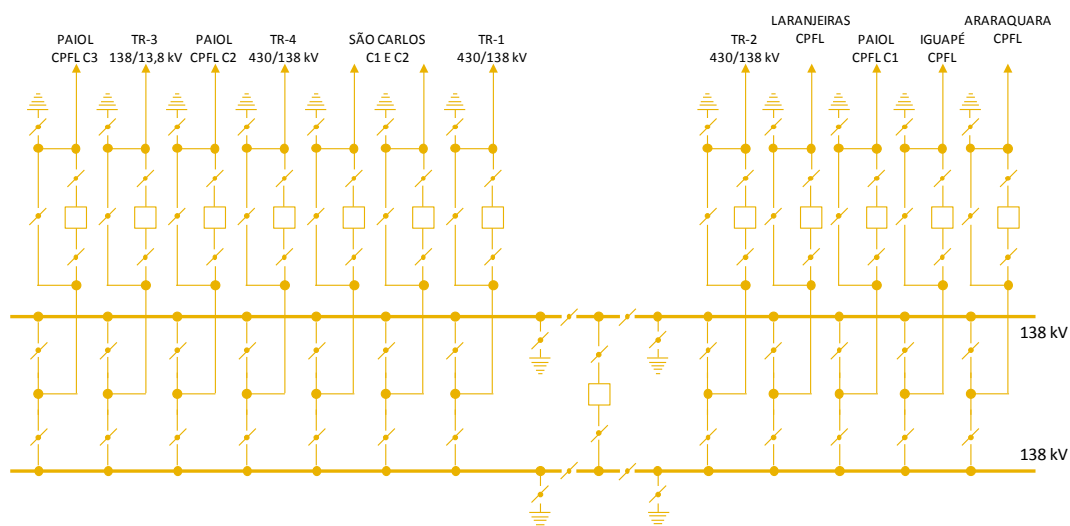 PAIOL
CPFL C3
TR-3
138/13,8 kV
PAIOL
CPFL C2
TR-4
430/138 kV
SÃO CARLOS
C1 E C2
TR-1
430/138 kV
TR-2
430/138 kV
LARANJEIRAS
CPFL
PAIOL
CPFL C1
IGUAPÉ
CPFL
ARARAQUARA
CPFL
138 kV
138 kV